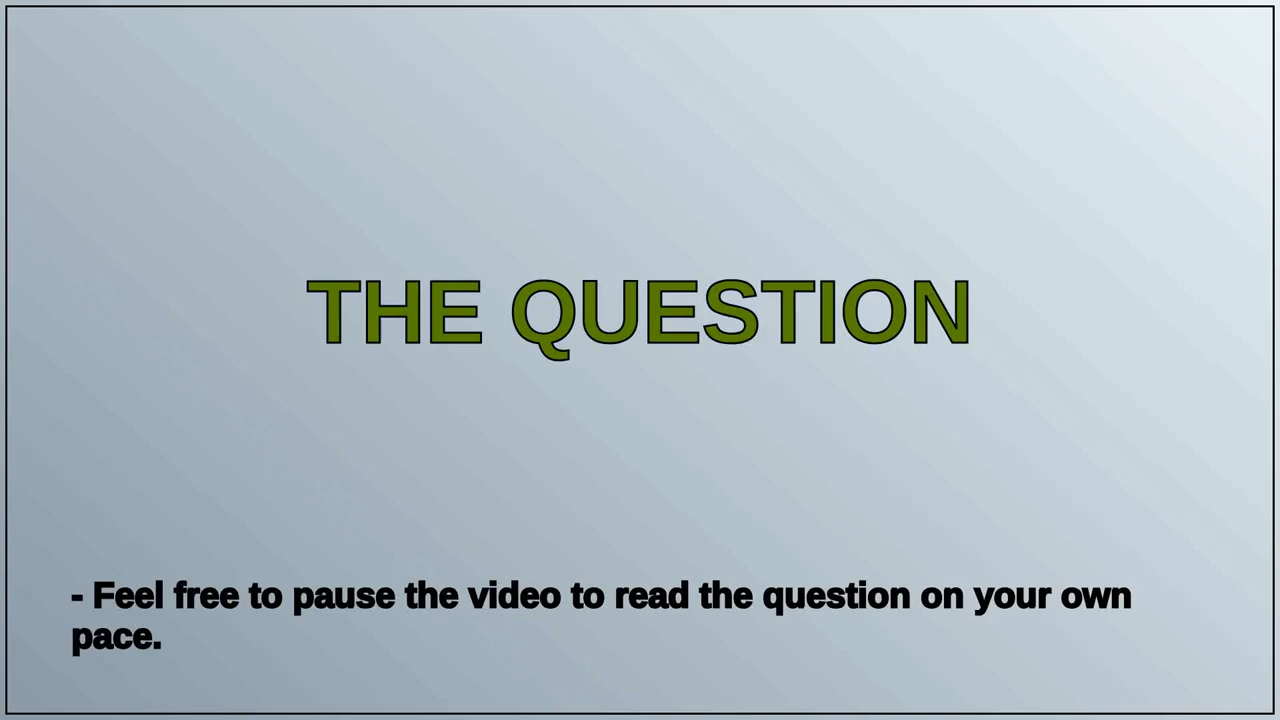 THE QUESTION
- Feel free to pause the video to read the question on your own
pace.